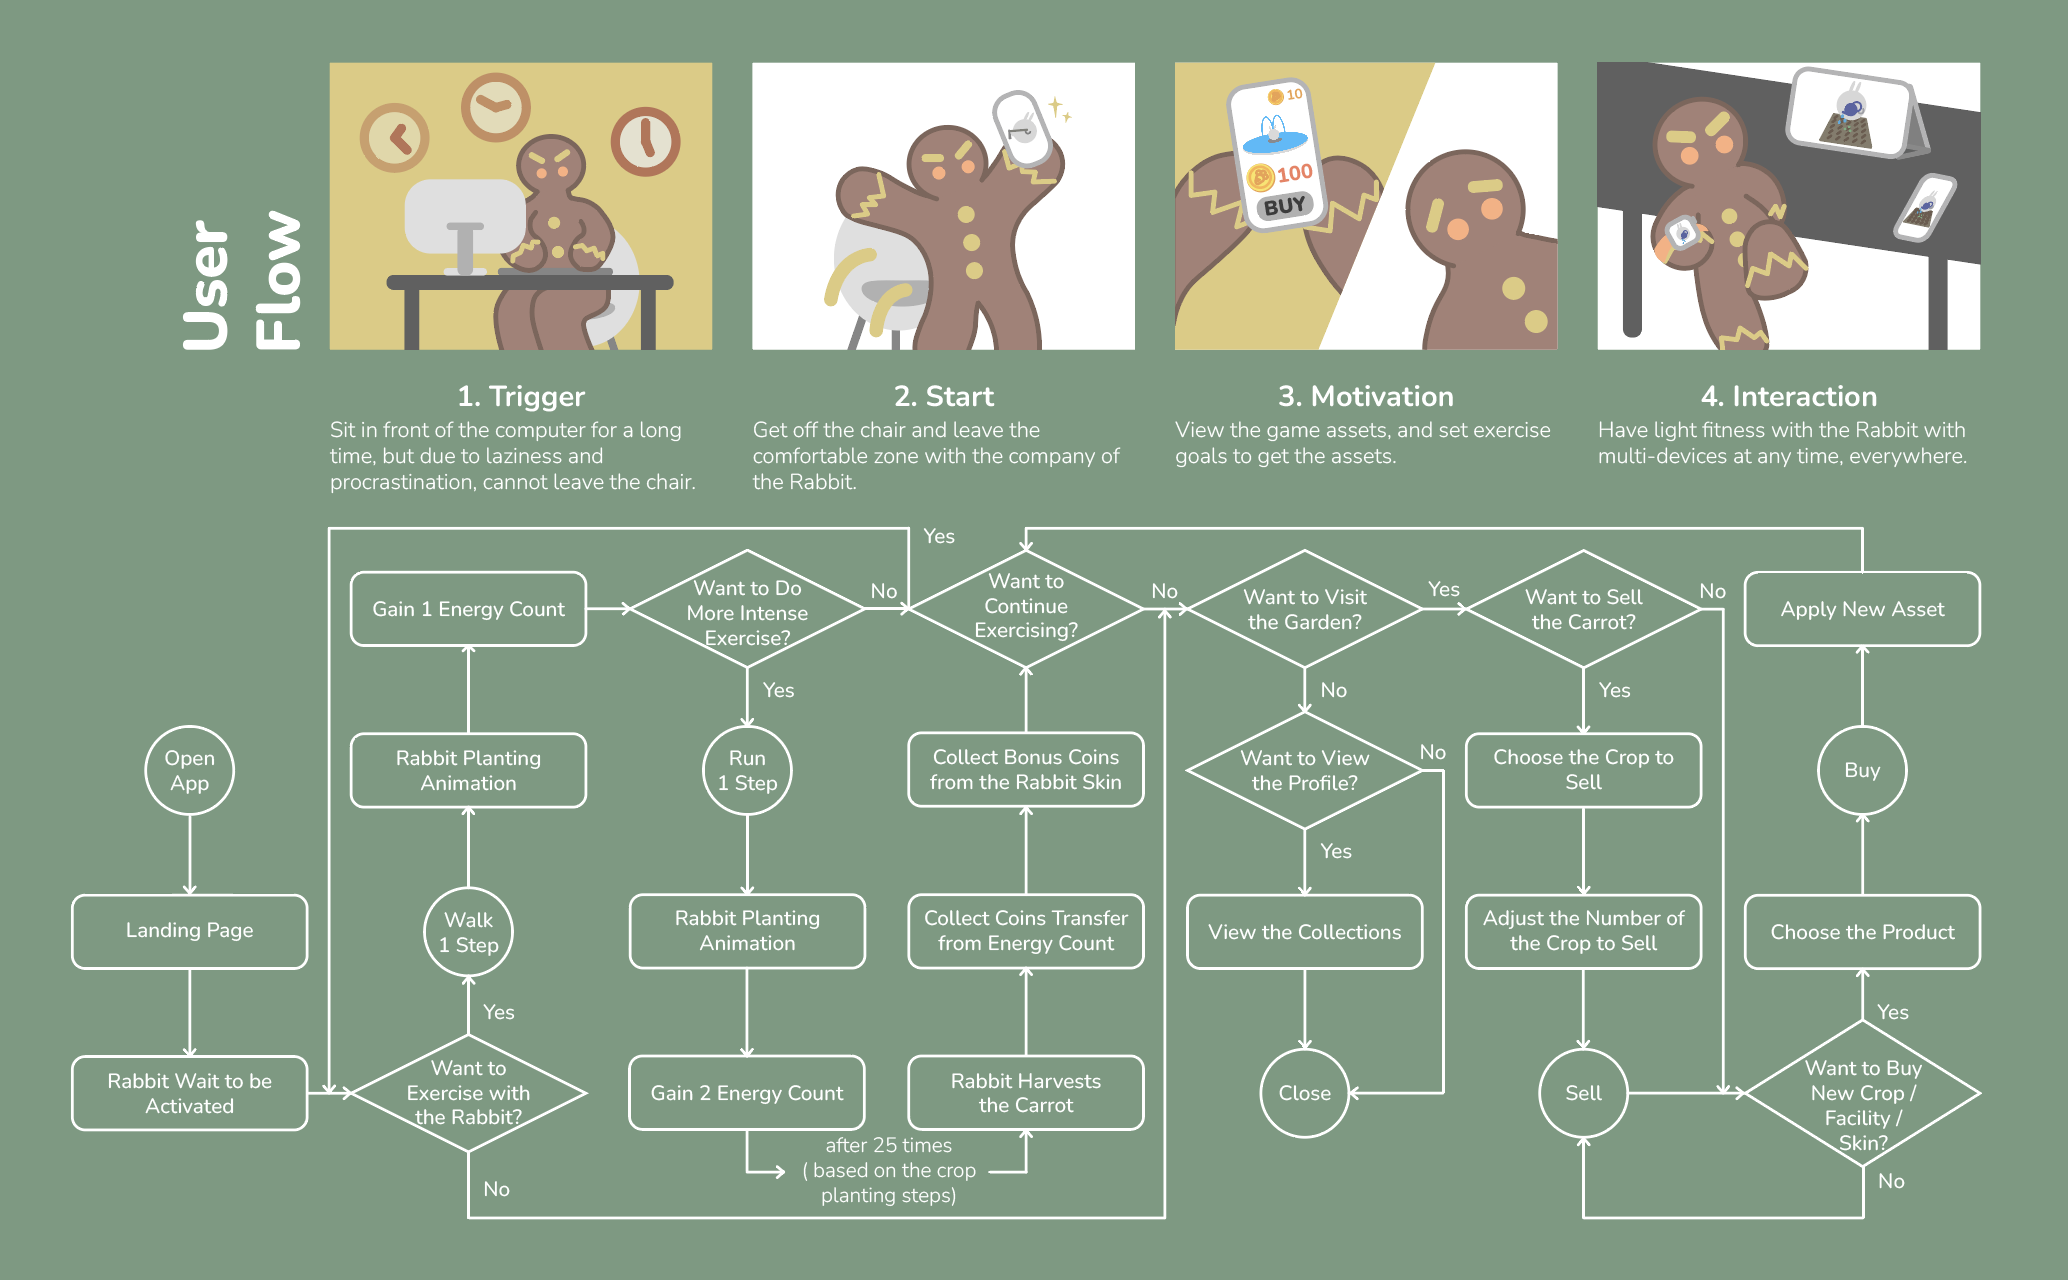 User
Flow
10
100
BUY
1. Trigger
Sit in front of the computer for a long
time, but due to laziness and
procrastination, cannot leave the chair.
2. Start
Get off the chair and leave the
comfortable zone with the company of
the Rabbit.
3. Motivation
View the game assets, and set exercise
goals to get the assets.
4. Interaction
Have light fitness with the Rabbit with
multi-devices at any time, everywhere.
Open
App
Landing Page
Rabbit Wait to be
Activated
Want to
Exercise with
the Rabbit?
Yes
No
Walk
1 Step
Rabbit Planting
Animation
Gain 1 Energy Count
Want to Do
More Intense
Exercise?
No
Yes
Run
1 Step
Rabbit Planting
Animation
Gain 2 Energy Count
after 25 times
( based on the crop
planting steps)
Rabbit Harvests
the Carrot
Collect Coins Transfer
from Energy Count
Collect Bonus Coins
from the Rabbit Skin
Want to
Continue
Exercising?
Yes
No
Want to Visit
the Garden?
Yes
No
Want to View
the Profile?
No
Yes
View the Collections
Close
Want to Sell
the Carrot?
No
Yes
Choose the Crop to
Sell
Adjust the Number of
the Crop to Sell
Sell
Want to Buy
New Crop /
Facility /
Skin?
Yes
No
Choose the Product
Buy
Apply New Asset